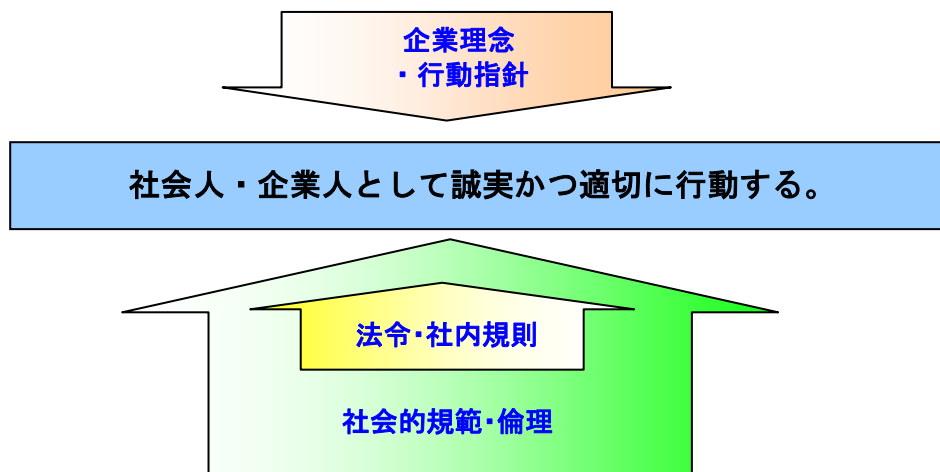 企業理念
・行動指針
社会人・企業人として誠実かつ適切に行動する。
法令・社内規則
社会的規範・倫理